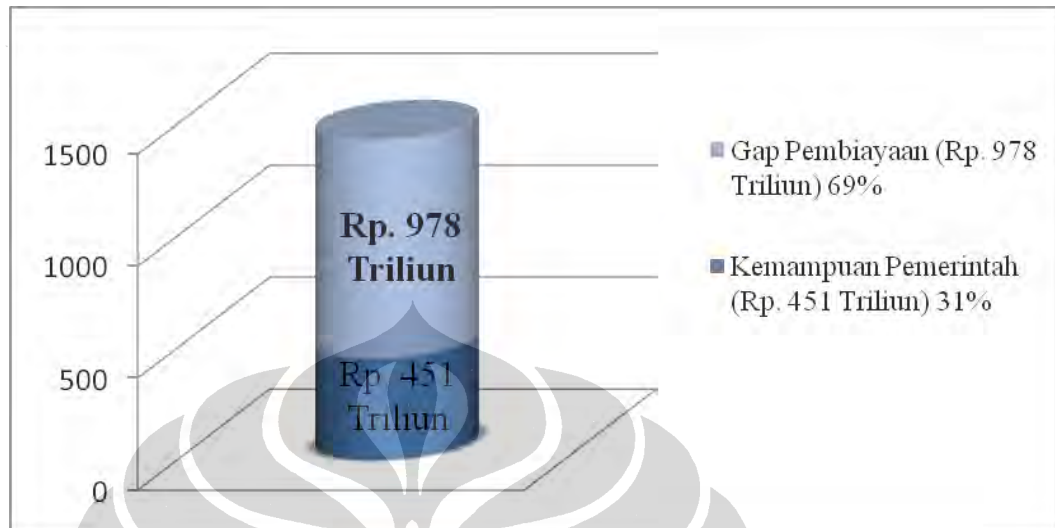 1500
1000
500
0
Rp. 978
Triliun
Rp 451
Triliun
Gap Pembiayaan (Rp. 978
Triliun) 69%
Kemampuan Pemerintah
(Rp. 451 Triliun) 31%